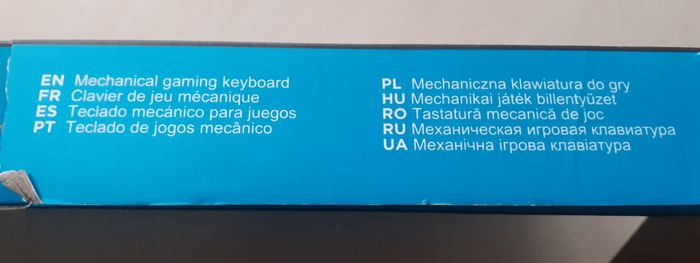 EN Mechanical gaming keyboard
FR Clavier de jeu mécanique
ES Teclado mecánico para juegos
PT Teclado de jogos mecânico
PL Mechaniczna klawiatura do gry
HU Mechanikai játék billentyűzet
RO Tastatură mecanică de joc
RU Механическая игровая клавиатура
UA Механічна ігрова клавіатура